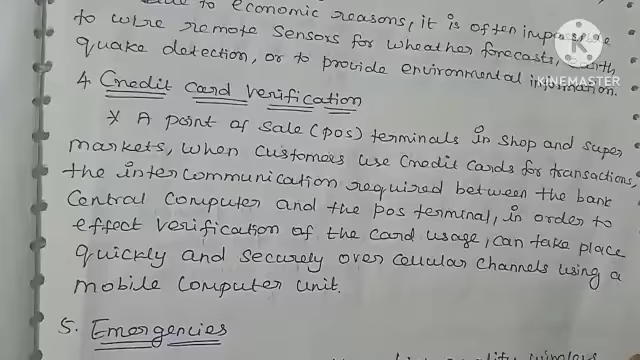 to economic reasons, it is often
to wire remote sensors for wheather forecasts,
quake detection, or to provide environmental information.
4 Credit card verification
* A point of sale (pos) terminals in shop and super
markets, when customers use credit cards for transactions,
the intercommunication required between the bank
central computer and the pos terminal, in order to
effect verification of the card usage, can take place
quickly and securely over cellular channels using a
mobile computer unit.
5. Emergencies
K
KINEMASTER